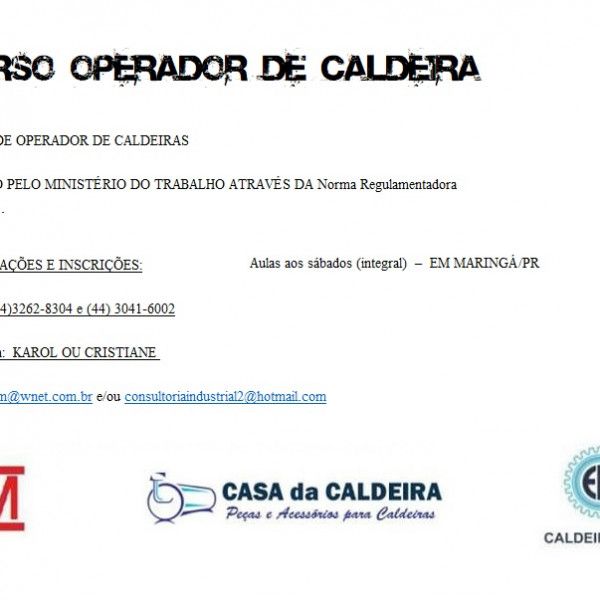 RSO OPERADOR DE CALDEIRA
DE OPERADOR DE CALDEIRAS
O PELO MINISTÉRIO DO TRABALHO ATRAVÉS DA Norma Regulamentadora
.
AÇÕES E INSCRIÇÕES:
Aulas aos sábados (integral) – EM MARINGÁ/PR
4)3262-8304 e (44) 3041-6002
: KAROL OU CRISTIANE
m@wnet.com.br e/ou consultoriaindustrial2@hotmail.com
M
CASA da CALDEIRA
Peças e Acessórios para Caldeiras
CALDEI